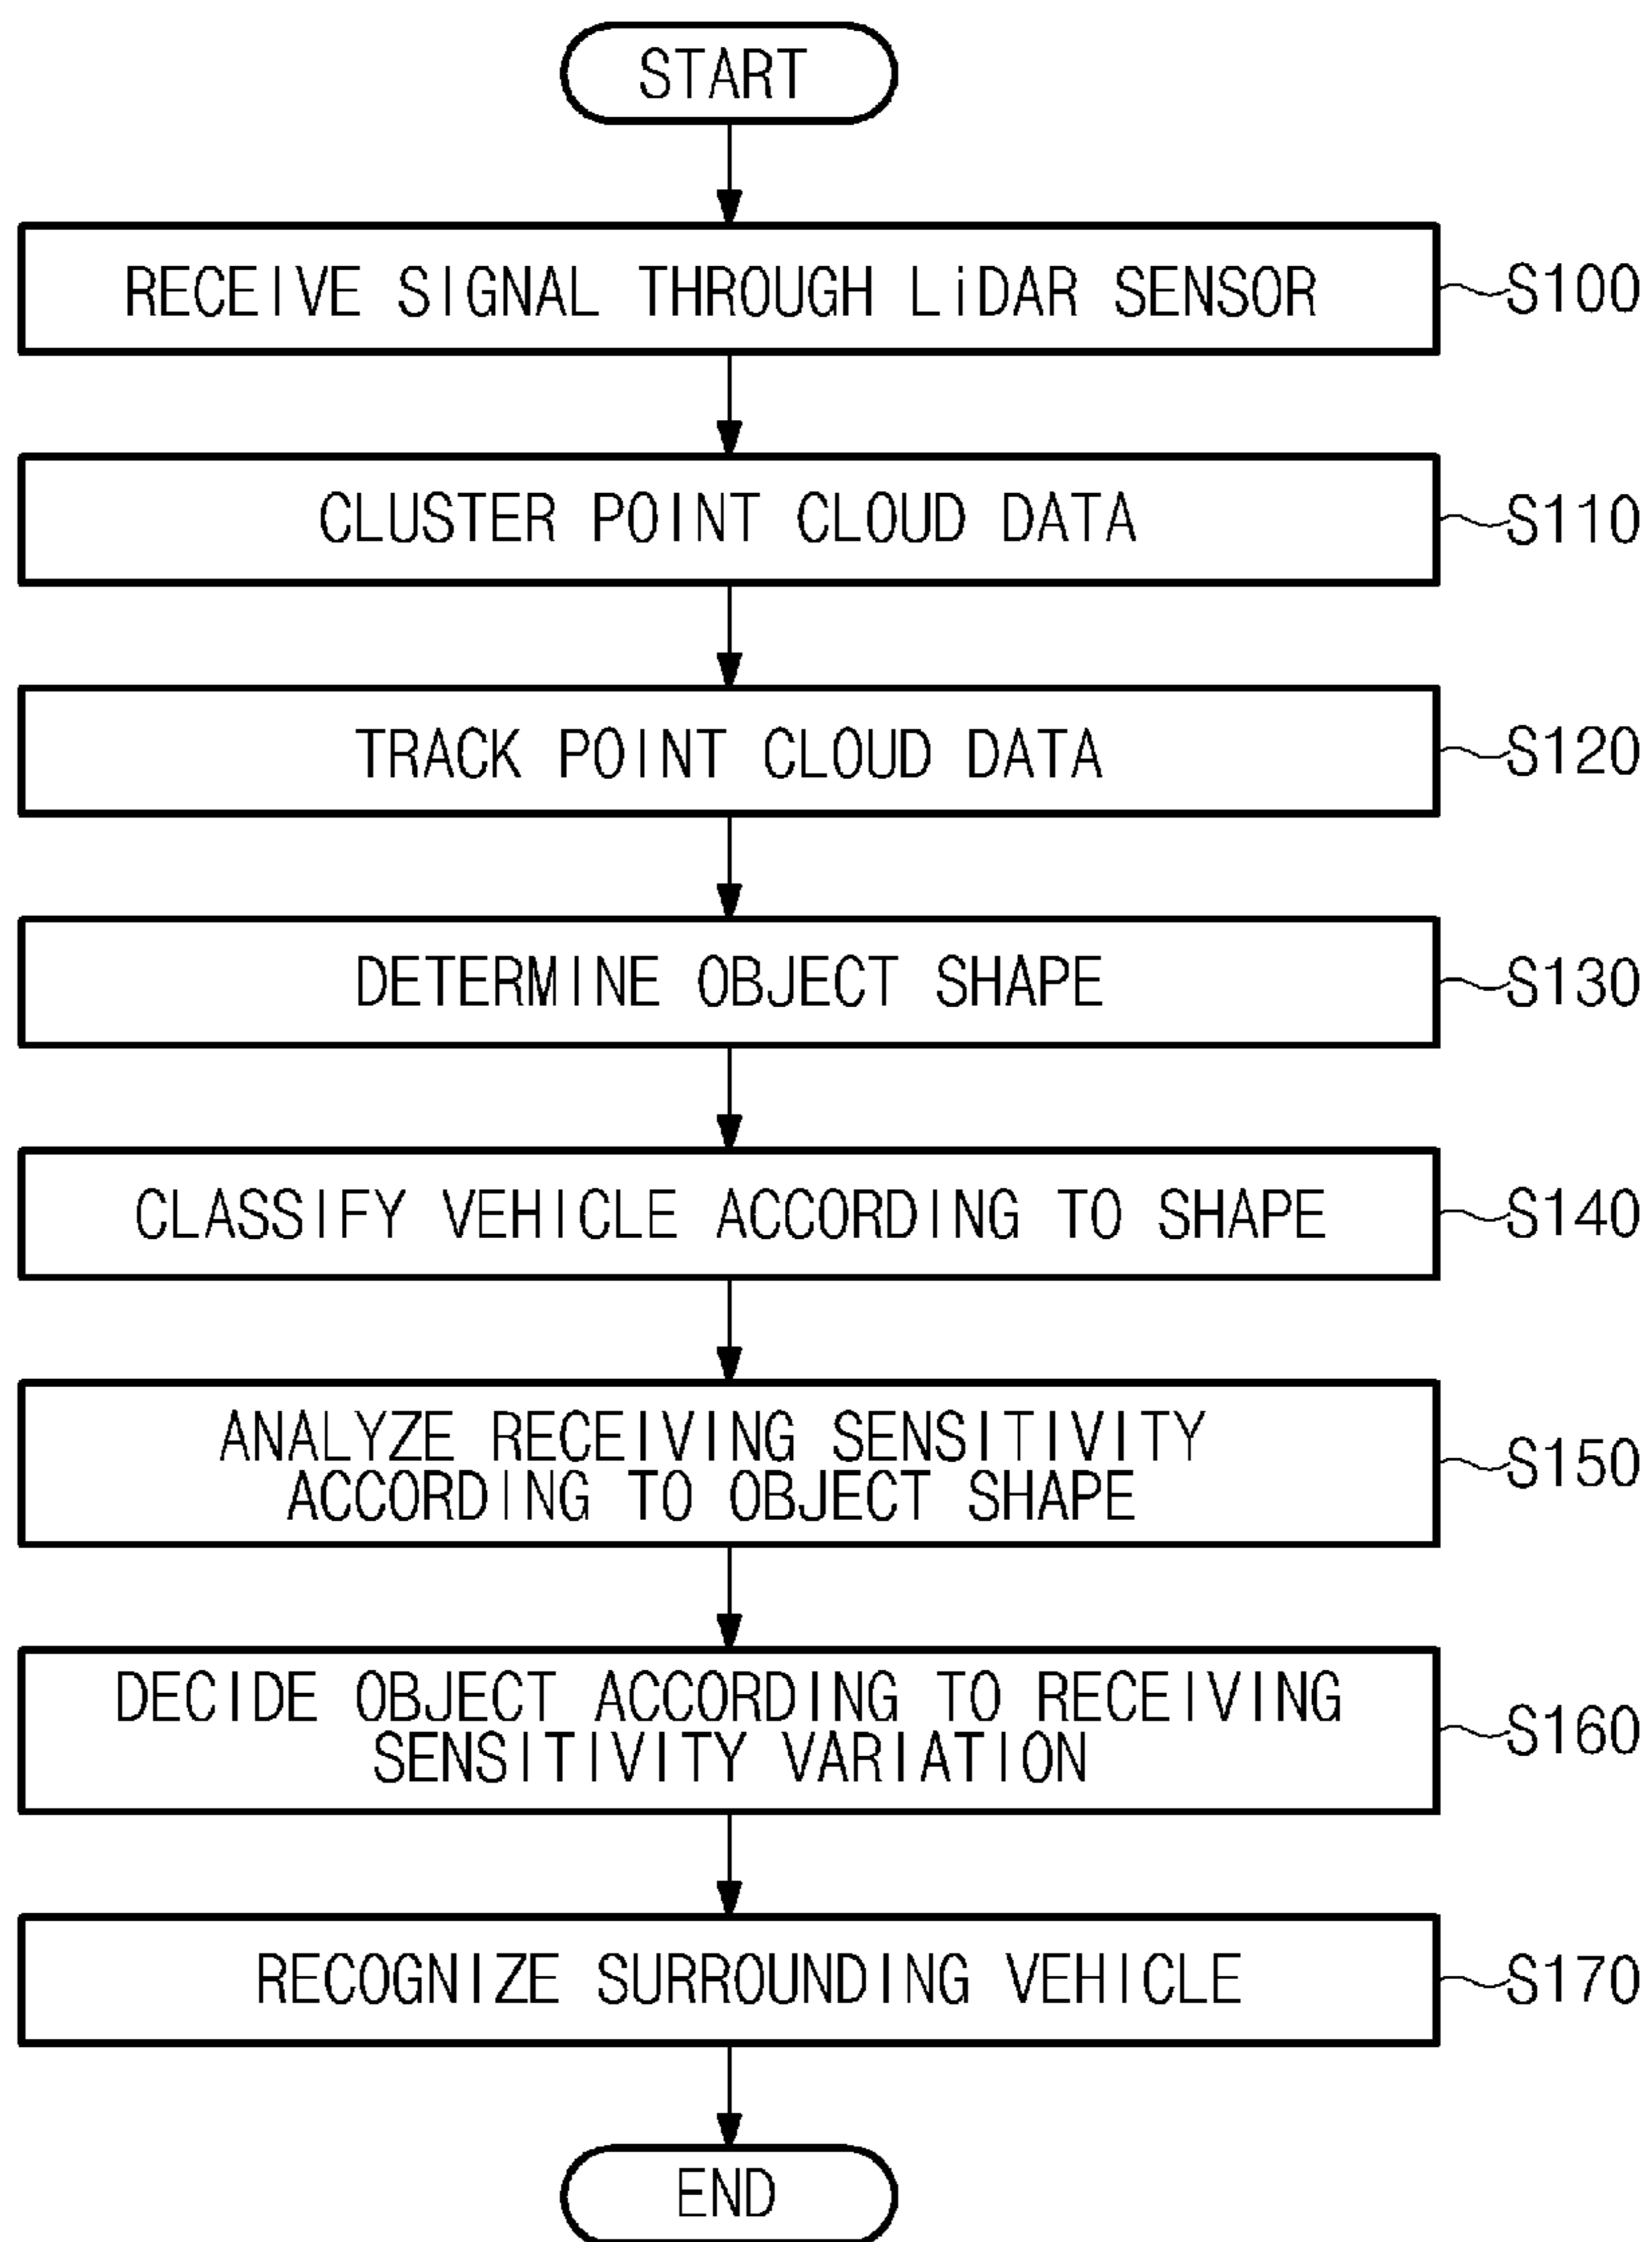 START
RECEIVE SIGNAL THROUGH LiDAR SENSOR
S100
CLUSTER POINT CLOUD DATA
S110
TRACK POINT CLOUD DATA
S120
DETERMINE OBJECT SHAPE
S130
CLASSIFY VEHICLE ACCORDING TO SHAPE
S140
ANALYZE RECEIVING SENSITIVITY
ACCORDING TO OBJECT SHAPE
S150
DECIDE OBJECT ACCORDING TO RECEIVING
SENSITIVITY VARIATION
S160
RECOGNIZE SURROUNDING VEHICLE
S170
END